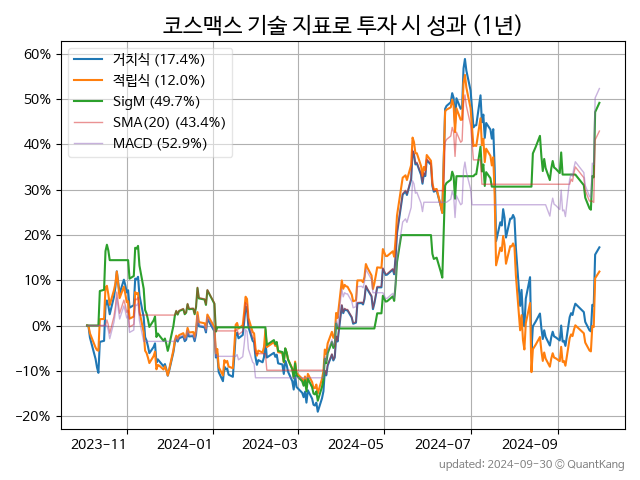 코스맥스 기술 지표로 투자 시 성과 (1년)
60%
50%
40%
30%
20%
10%
0%
−10%
−20%
거치식 (17.4%)
적립식 (12.0%)
SigM (49.7%)
SMA(20) (43.4%)
MACD (52.9%)
2023-11
2024-01
2024-03
2024-05
2024-07
2024-09
updated: 2024-09-30 © QuantKang